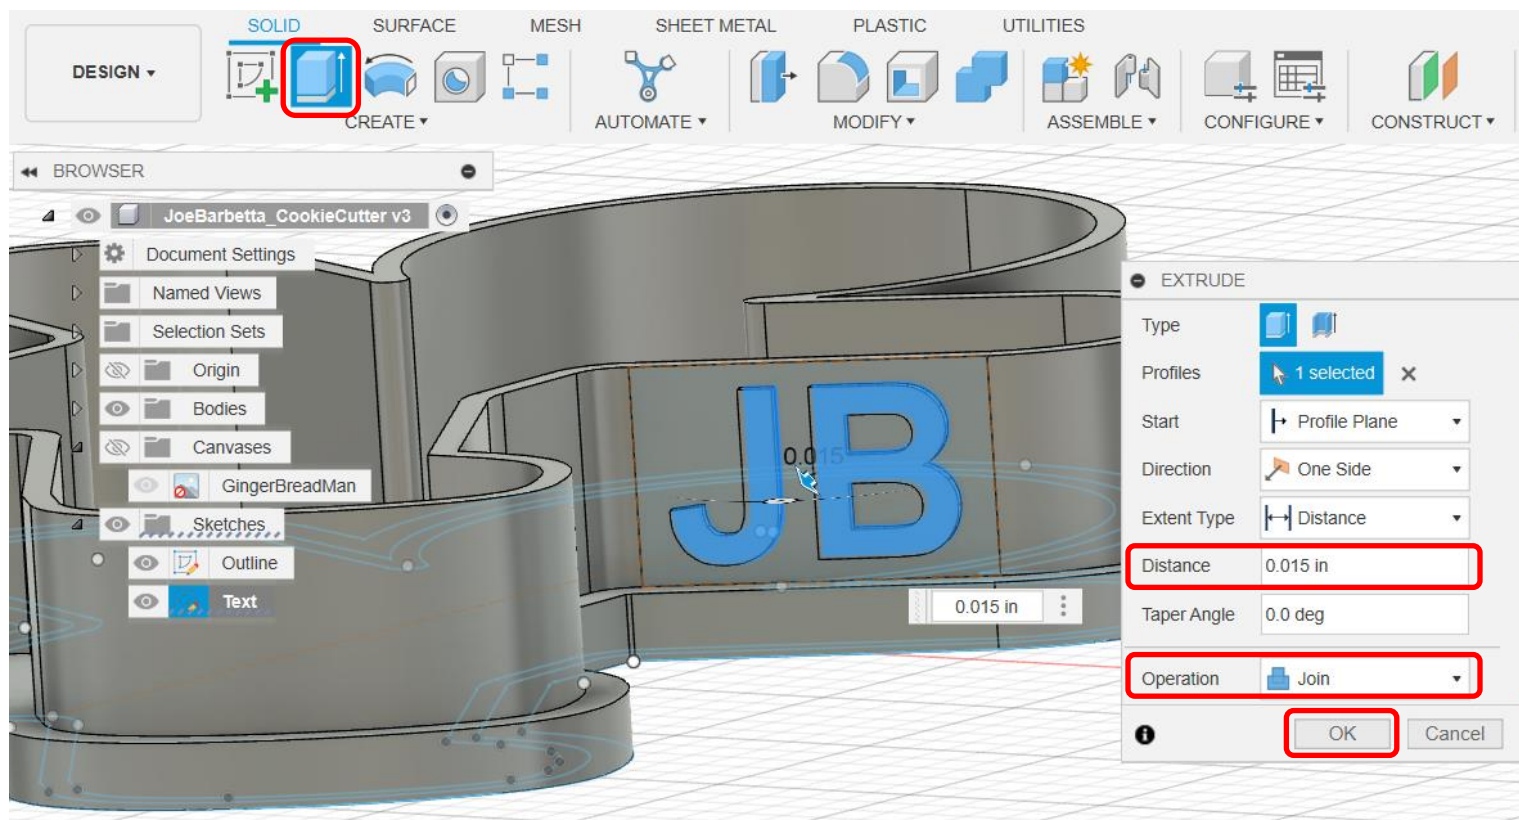 SOLID SURFACE MESH SHEET METAL PLASTIC UTILITIES
DESIGN ▾
CREATE ▾ AUTOMATE ▾ MODIFY ▾ ASSEMBLE ▾ CONFIGURE ▾ CONSTRUCT ▾
BROWSER
JoeBarbetta_CookieCutter v3
Document Settings
Named Views
Selection Sets
Origin
Bodies
Canvases
GingerBreadMan
Sketches
Outline
Text
JB
0.015
0.015 in
EXTRUDE
Type
Profiles 1 selected
Start Profile Plane
Direction One Side
Extent Type Distance
Distance 0.015 in
Taper Angle 0.0 deg
Operation Join
OK Cancel